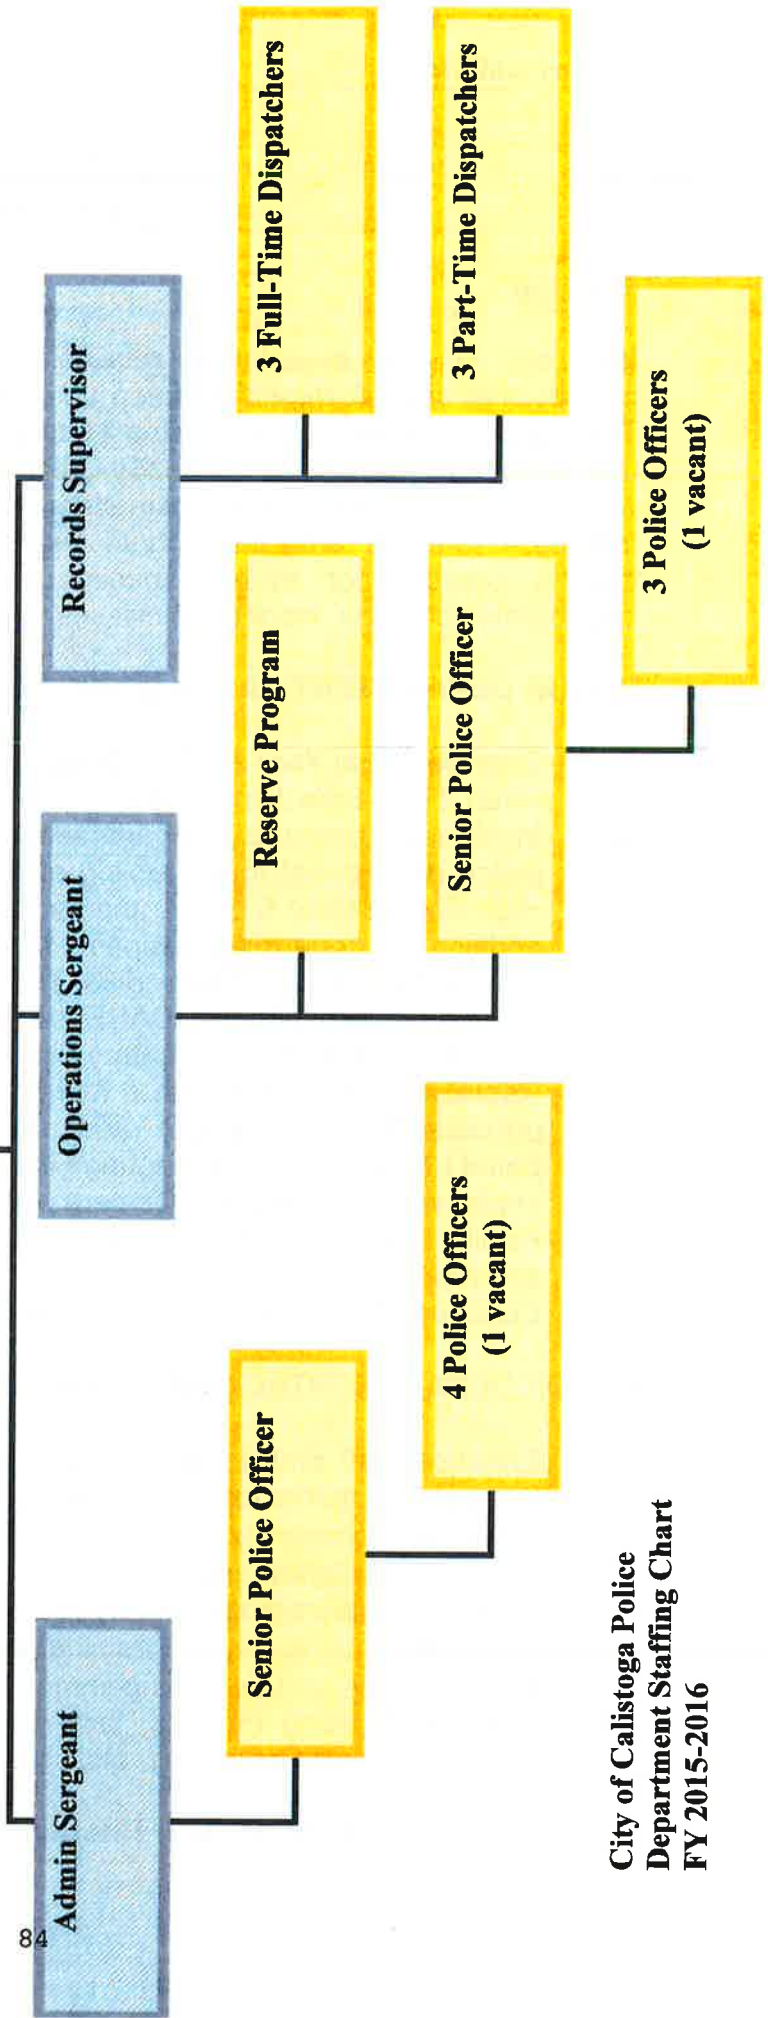 Admin Sergeant
Operations Sergeant
Records Supervisor
Senior Police Officer
Reserve Program
3 Full-Time Dispatchers
4 Police Officers
(1 vacant)
Senior Police Officer
3 Part-Time Dispatchers
3 Police Officers
(1 vacant)
City of Calistoga Police
Department Staffing Chart
FY 2015-2016
84